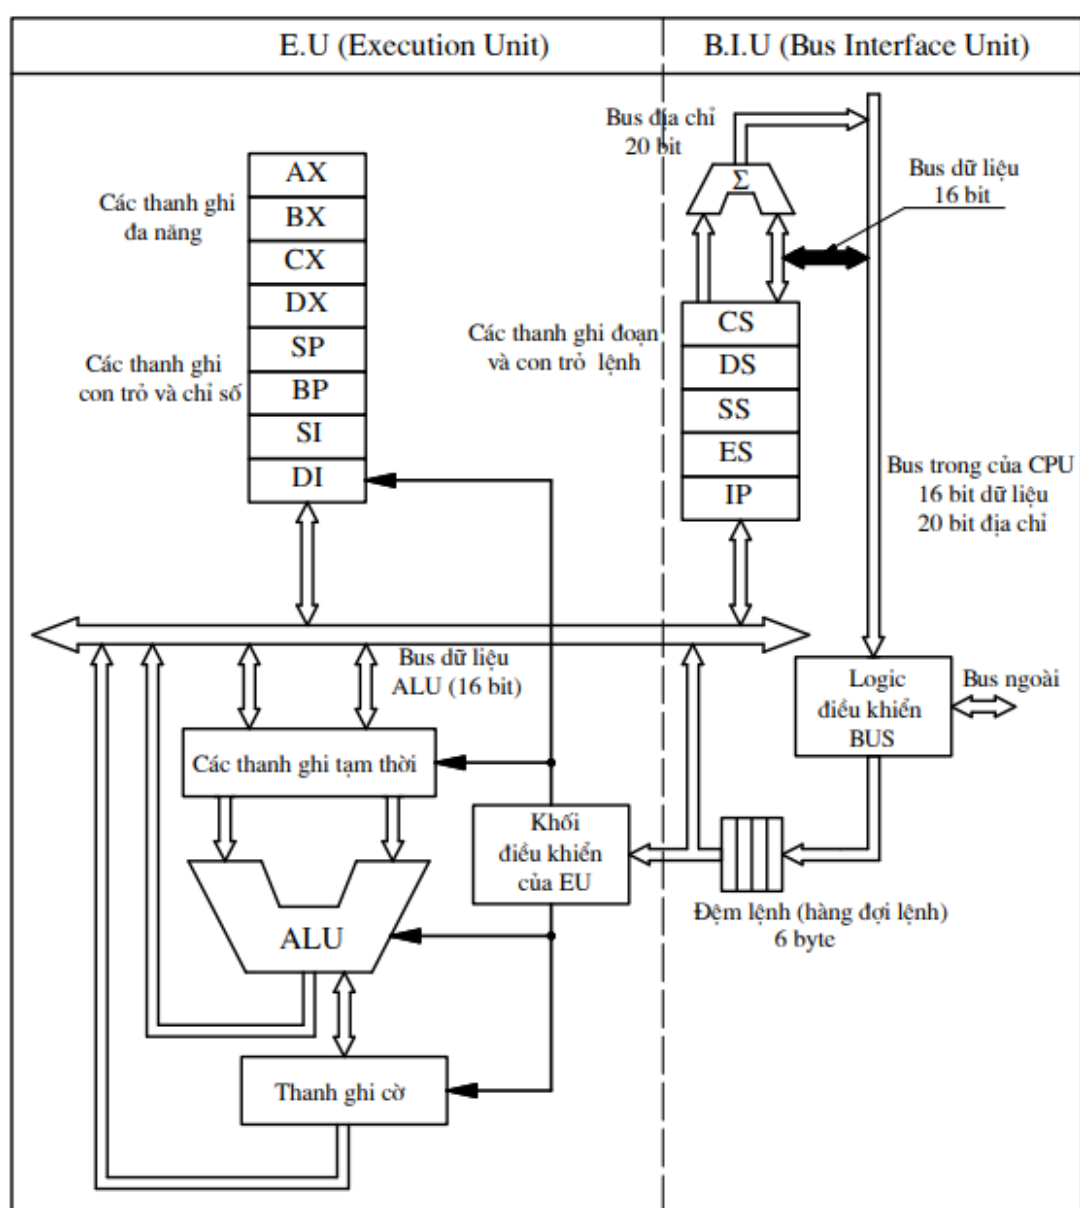 E.U (Execution Unit)
B.I.U (Bus Interface Unit)
Bus địa chỉ
20 bit
Σ
Bus dữ liệu
16 bit
Các thanh ghi
đa năng
AX
BX
CX
DX
SP
BP
SI
DI
Các thanh ghi
con trỏ và chỉ số
Các thanh ghi đoạn
và con trỏ lệnh
CS
DS
SS
ES
IP
Bus trong của CPU
16 bit dữ liệu
20 bit địa chỉ
Bus dữ liệu
ALU (16 bit)
Logic
điều khiển
BUS
Bus ngoài
Các thanh ghi tạm thời
Khối
điều khiển
của EU
Đệm lệnh (hàng đợi lệnh)
6 byte
ALU
Thanh ghi cờ